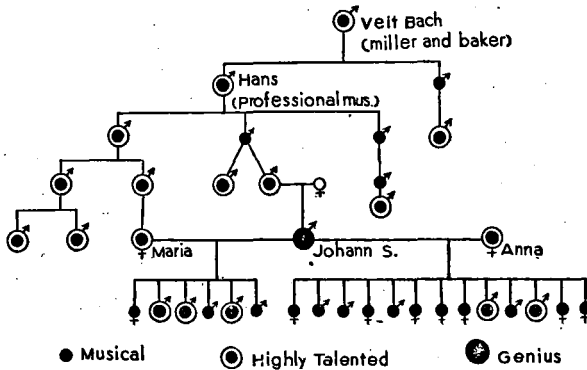 Veit Bach
(miller and baker)
Hans
(Professional mus.)
Maria
Johann S.
Anna
Musical
Highly Talented
Genius